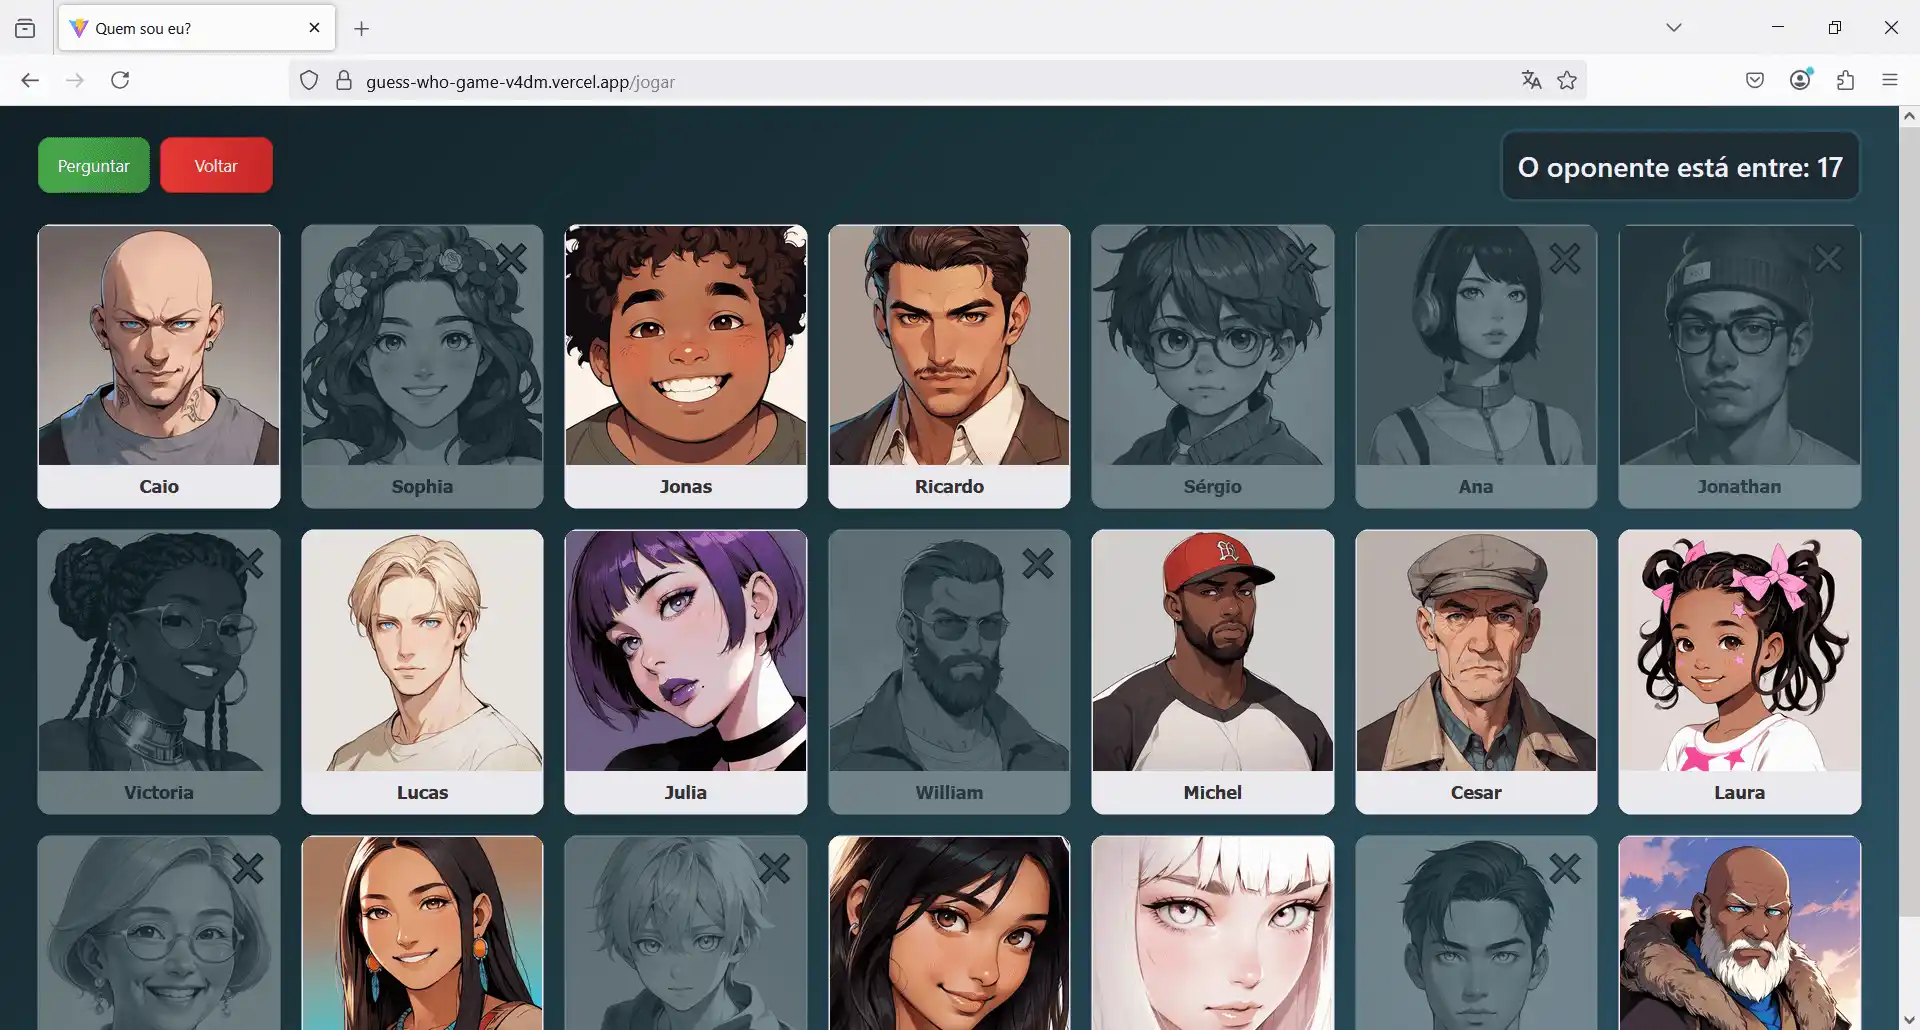 Quem sou eu?
guess-who-game-v4dm.vercel.app/jogar
Perguntar
Voltar
O oponente está entre: 17
Caio
Sophia
Jonas
Ricardo
Sérgio
Ana
Jonathan
Victoria
Lucas
Julia
William
Michel
Cesar
Laura